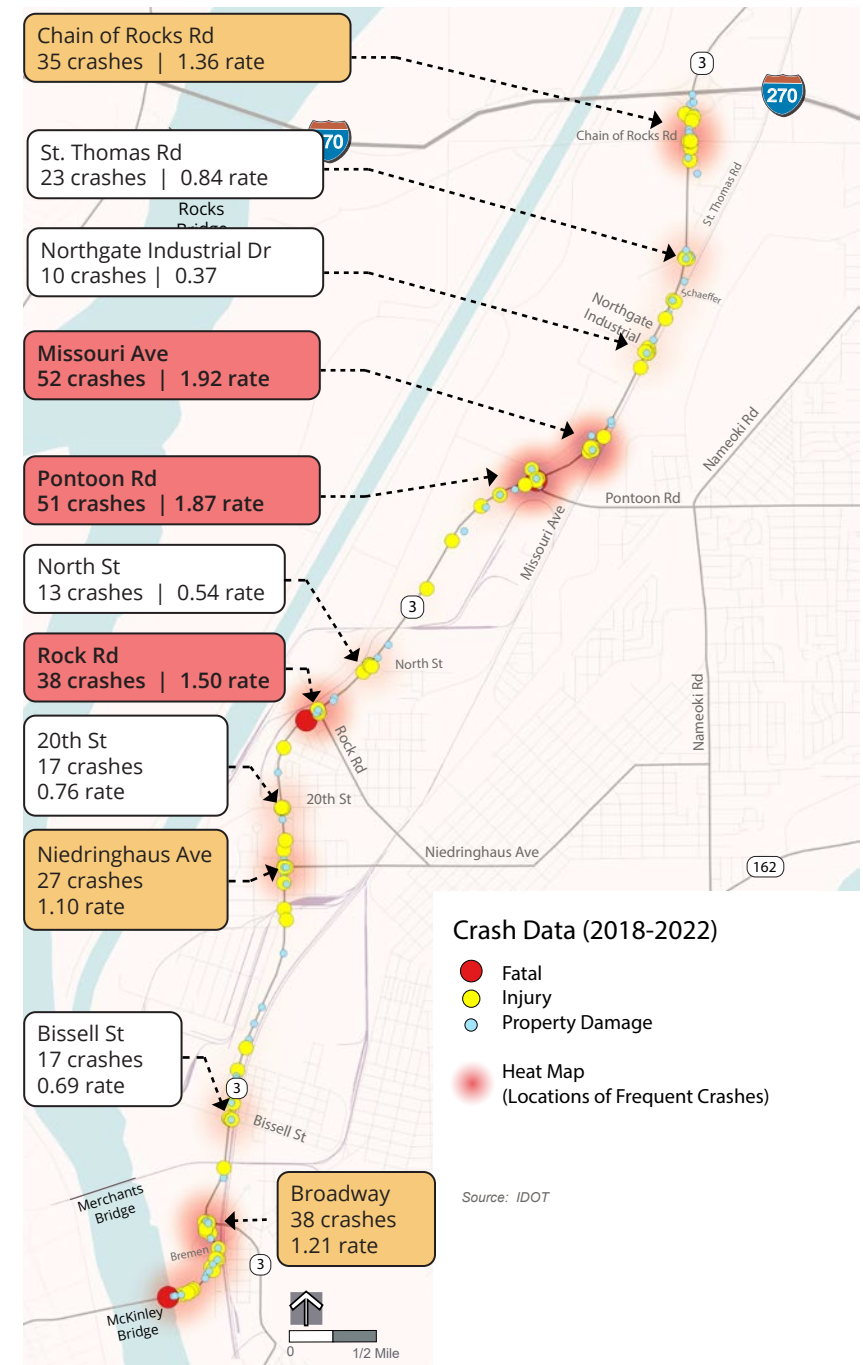 Chain of Rocks Rd
35 crashes | 1.36 rate
3
270
70
Chain of Rocks Rd
St. Thomas Rd
23 crashes | 0.84 rate
St. Thomas Rd
Rocks
Northgate Industrial Dr
10 crashes | 0.37
Schaeffer
Northgate
Industrial
Missouri Ave
52 crashes | 1.92 rate
Nameoki Rd
Pontoon Rd
51 crashes | 1.87 rate
Pontoon Rd
Missouri Ave
North St
13 crashes | 0.54 rate
3
Rock Rd
38 crashes | 1.50 rate
North St
Nameoki Rd
Rock Rd
20th St
17 crashes
0.76 rate
20th St
Niedringhaus Ave
27 crashes
1.10 rate
Niedringhaus Ave
162
Crash Data (2018-2022)
Fatal
Injury
Property Damage
Heat Map
(Locations of Frequent Crashes)
Source: IDOT
Bissell St
17 crashes
0.69 rate
3
Bissell St
Merchants
Bridge
Broadway
38 crashes
1.21 rate
Bremen
3
McKinley
Bridge
0
1/2 Mile